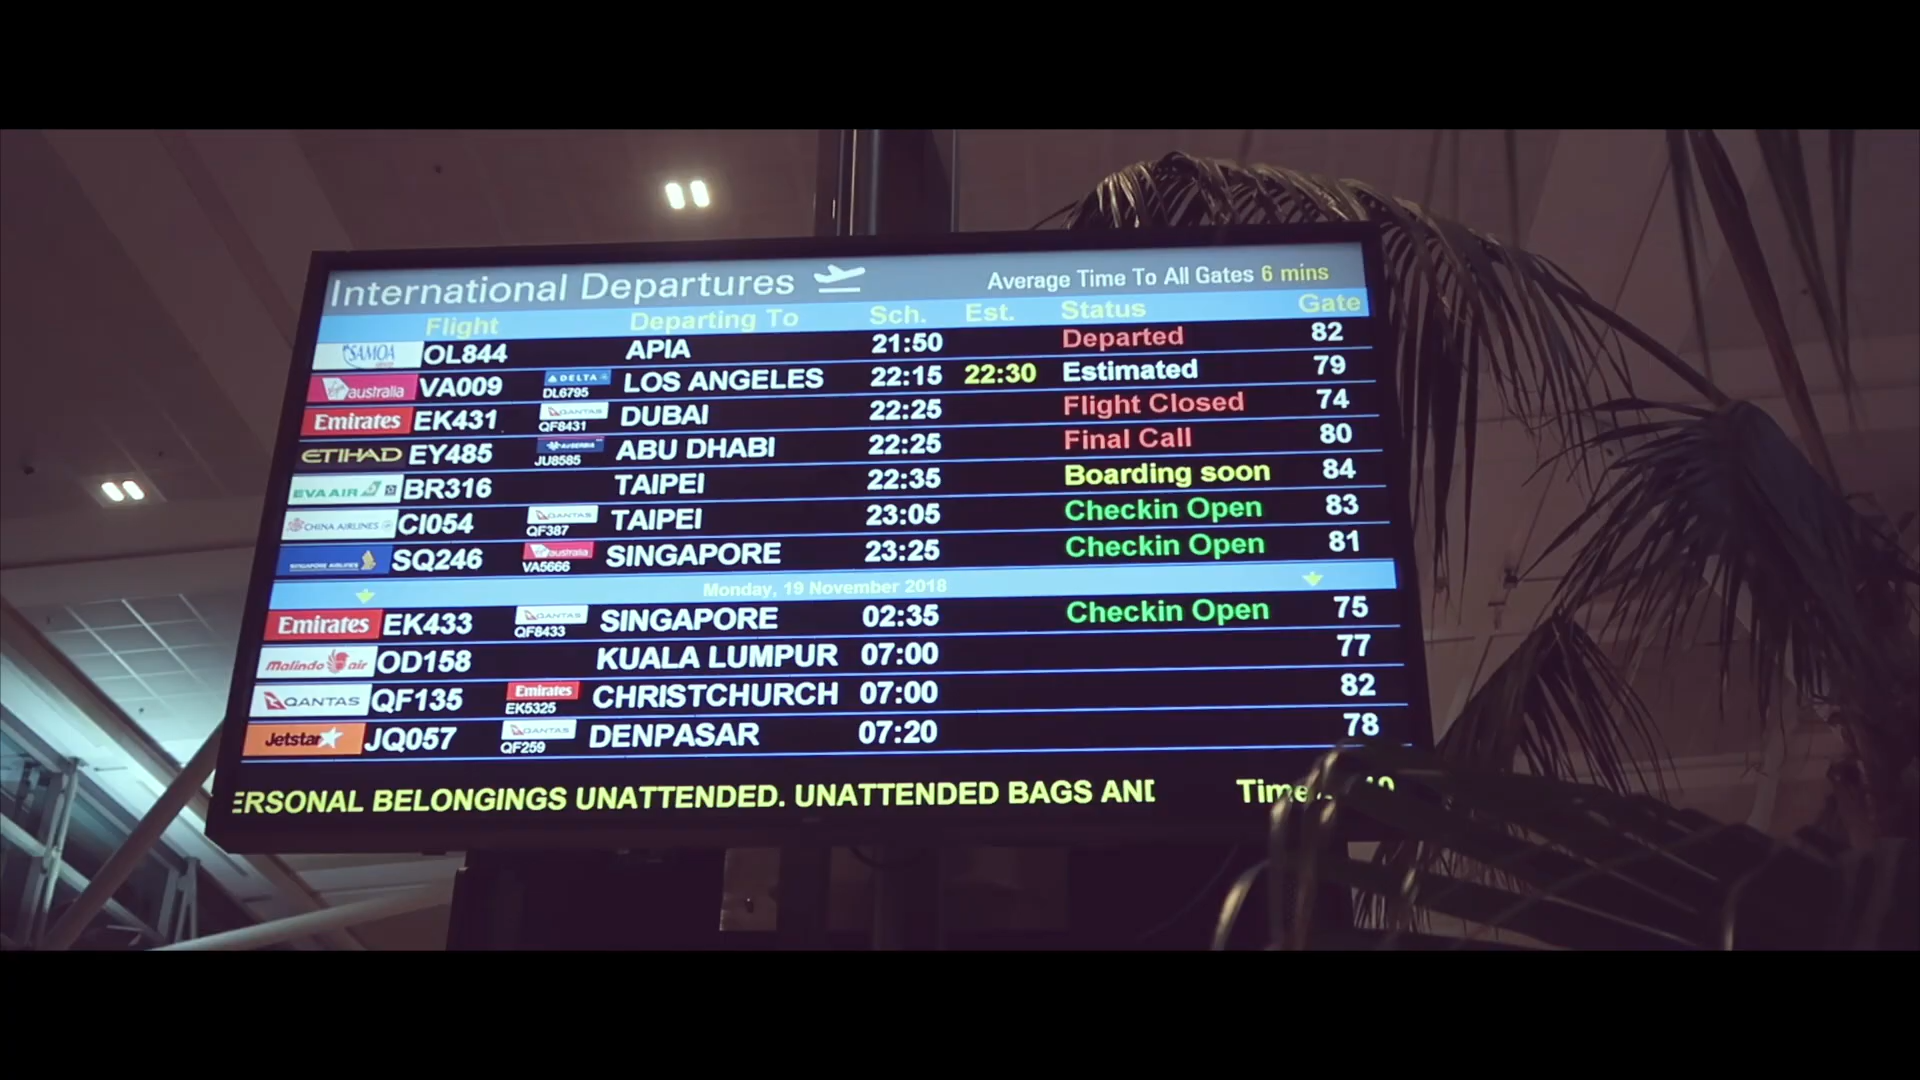 International Departures Average Time To All Gates 6 mins
Flight Departing To Sch. Est. Status Gate
SAMOA OL844 APIA 21:50 Departed 82
virgin australia VA009 DELTA DL6795 LOS ANGELES 22:15 22:30 Estimated 79
Emirates EK431 QANTAS QF8431 DUBAI 22:25 Flight Closed 74
ETIHAD EY485 AIRSERBIA JU8585 ABU DHABI 22:25 Final Call 80
EVA AIR BR316 TAIPEI 22:35 Boarding soon 84
CHINA AIRLINES CI054 QANTAS QF387 TAIPEI 23:05 Checkin Open 83
SINGAPORE AIRLINES SQ246 australia VA5666 SINGAPORE 23:25 Checkin Open 81
Monday, 19 November 2018
Emirates EK433 QANTAS QF8433 SINGAPORE 02:35 Checkin Open 75
Malindo air OD158 KUALA LUMPUR 07:00 77
QANTAS QF135 Emirates EK5325 CHRISTCHURCH 07:00 82
Jetstar JQ057 QANTAS QF259 DENPASAR 07:20 78
ERSONAL BELONGINGS UNATTENDED. UNATTENDED BAGS AND Time